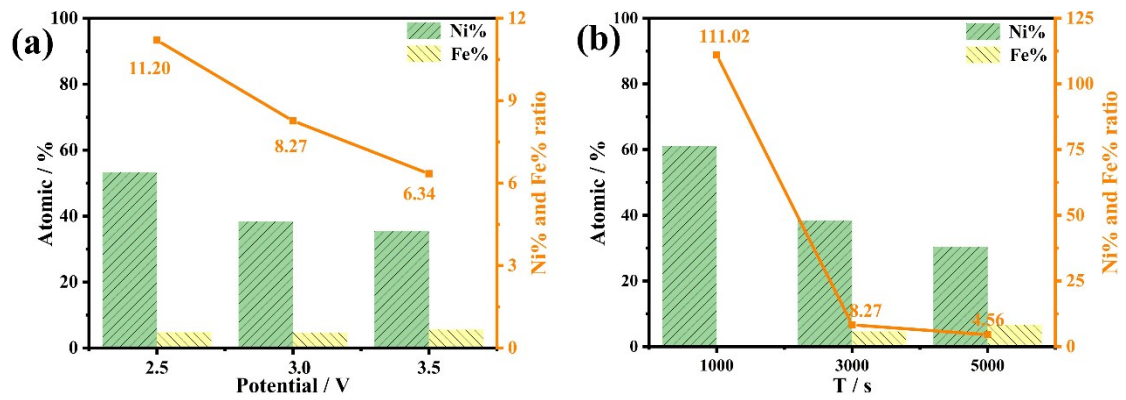 (a)
Ni%
Fe%
11.20
8.27
6.34
100
80
60
40
20
0
Atomic / %
12
9
6
3
0
Ni% and Fe% ratio
2.5
3.0
3.5
Potential / V
(b)
Ni%
Fe%
111.02
8.27
4.56
100
80
60
40
20
0
Atomic / %
125
100
75
50
25
0
Ni% and Fe% ratio
1000
3000
5000
T / s